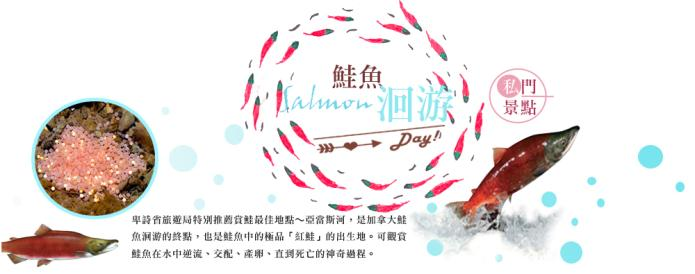 鮭魚
Salmon 洄游
Day!
私門
景點
卑詩省旅遊局特別推薦賞鮭最佳地點～亞當斯河，是加拿大鮭
魚洄游的終點，也是鮭魚中的極品「紅鮭」的出生地。可觀賞
鮭魚在水中逆流、交配、產卵、直到死亡的神奇過程。